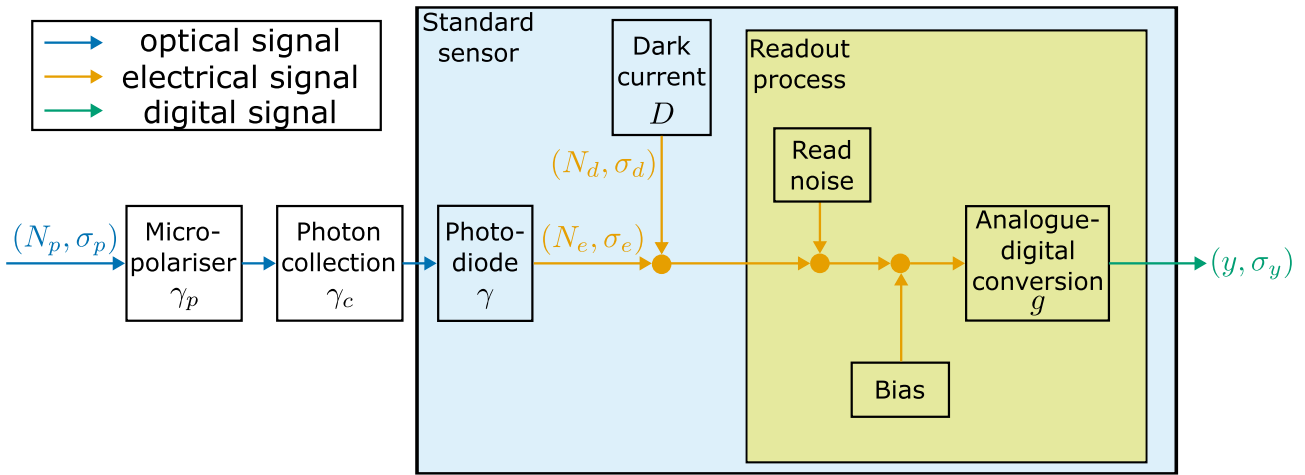 optical signal
electrical signal
digital signal
Standard
sensor
Dark
current
D
Readout
process
(N_d, σ_d)
Read
noise
(N_p, σ_p)
Micro-
polariser
γ_p
Photon
collection
γ_c
Photo-
diode
γ
(N_e, σ_e)
Analogue-
digital
conversion
g
(y, σ_y)
Bias